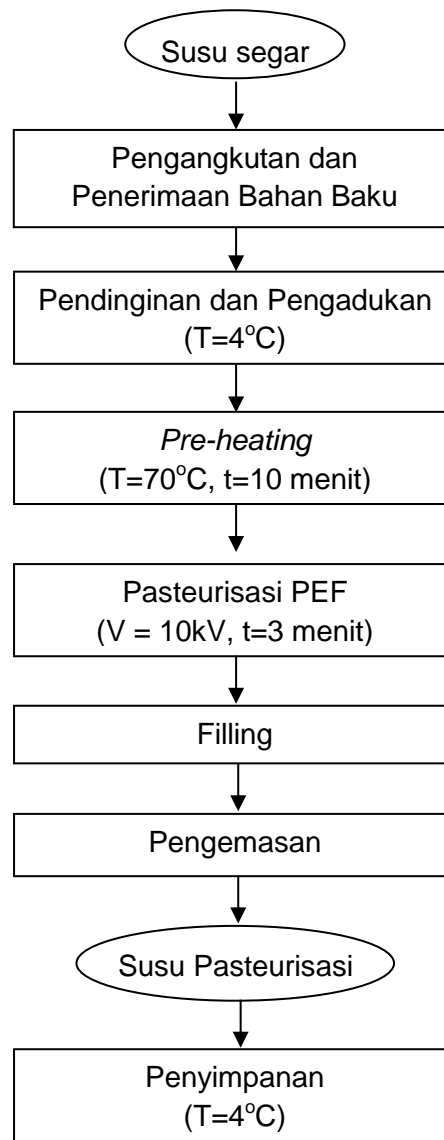 Susu segar
Pengangkutan dan
Penerimaan Bahan Baku
Pendinginan dan Pengadukan
(T=4°C)
Pre-heating
(T=70°C, t=10 menit)
Pasteurisasi PEF
(V = 10kV, t=3 menit)
Filling
Pengemasan
Susu Pasteurisasi
Penyimpanan
(T=4°C)